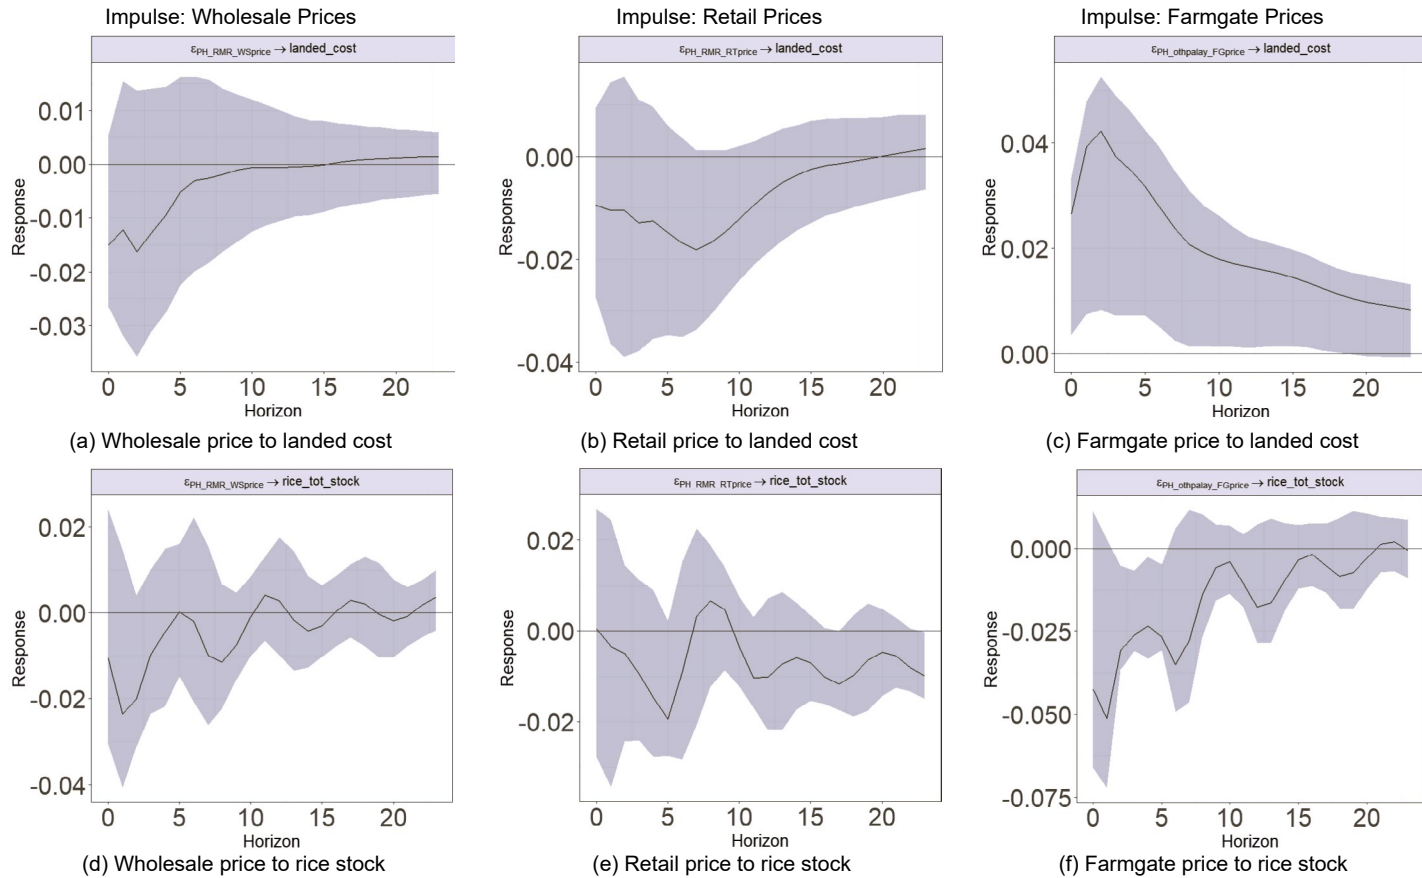 Impulse: Wholesale Prices
Impulse: Retail Prices
Impulse: Farmgate Prices
εPH_RMR_WSprice → landed_cost
0.01
0.00
-0.01
-0.02
-0.03
Response
0 5 10 15 20
Horizon
(a) Wholesale price to landed cost
εPH_RMR_RTprice → landed_cost
0.00
-0.02
-0.04
Response
0 5 10 15 20
Horizon
(b) Retail price to landed cost
εPH_othpalay_FGprice → landed_cost
0.04
0.02
0.00
Response
0 5 10 15 20
Horizon
(c) Farmgate price to landed cost
εPH_RMR_WSprice → rice_tot_stock
0.02
0.00
-0.02
-0.04
Response
0 5 10 15 20
Horizon
(d) Wholesale price to rice stock
εPH_RMR_RTprice → rice_tot_stock
0.02
0.00
-0.02
Response
0 5 10 15 20
Horizon
(e) Retail price to rice stock
εPH_othpalay_FGprice → rice_tot_stock
0.000
-0.025
-0.050
-0.075
Response
0 5 10 15 20
Horizon
(f) Farmgate price to rice stock